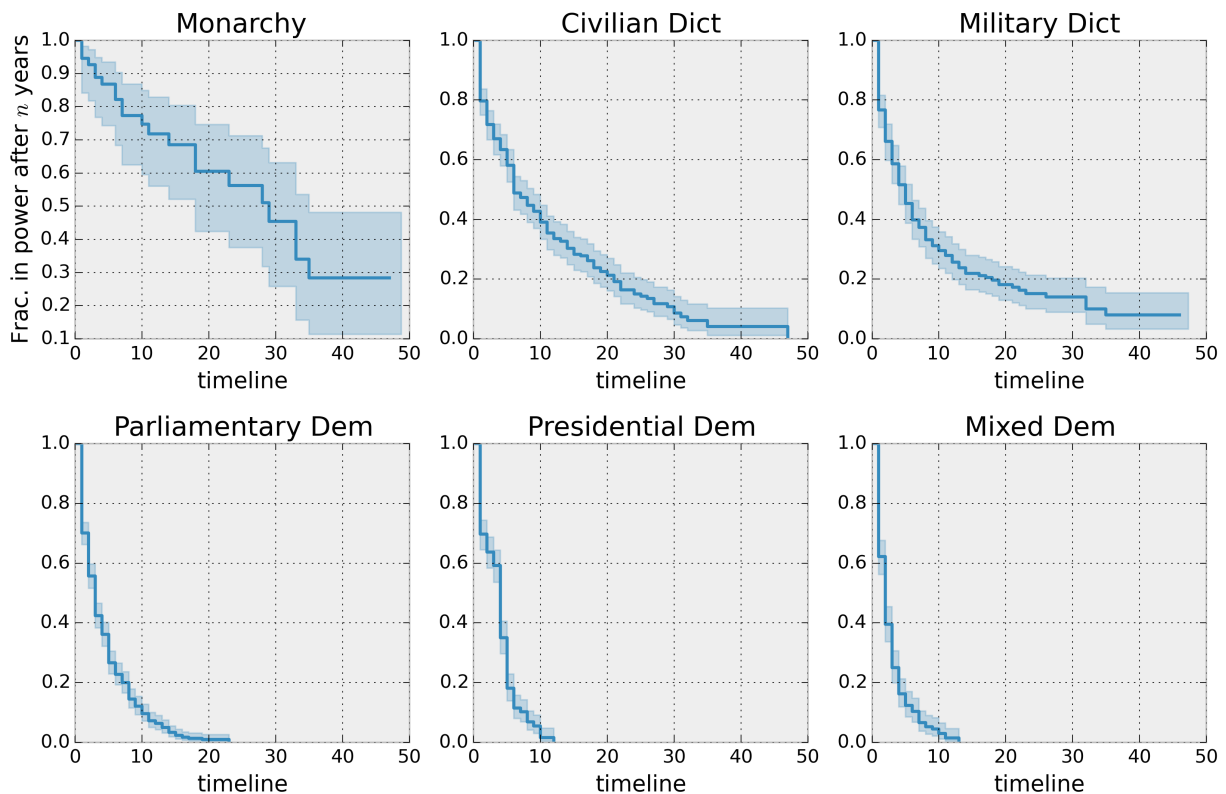 Monarchy
Civilian Dict
Military Dict
Frac. in power after n years
1.0
0.9
0.8
0.7
0.6
0.5
0.4
0.3
0.2
0.1
0 10 20 30 40 50
timeline
1.0
0.8
0.6
0.4
0.2
0.0
0 10 20 30 40 50
timeline
1.0
0.8
0.6
0.4
0.2
0.0
0 10 20 30 40 50
timeline
Parliamentary Dem
Presidential Dem
Mixed Dem
1.0
0.8
0.6
0.4
0.2
0.0
0 10 20 30 40 50
timeline
1.0
0.8
0.6
0.4
0.2
0.0
0 10 20 30 40 50
timeline
1.0
0.8
0.6
0.4
0.2
0.0
0 10 20 30 40 50
timeline